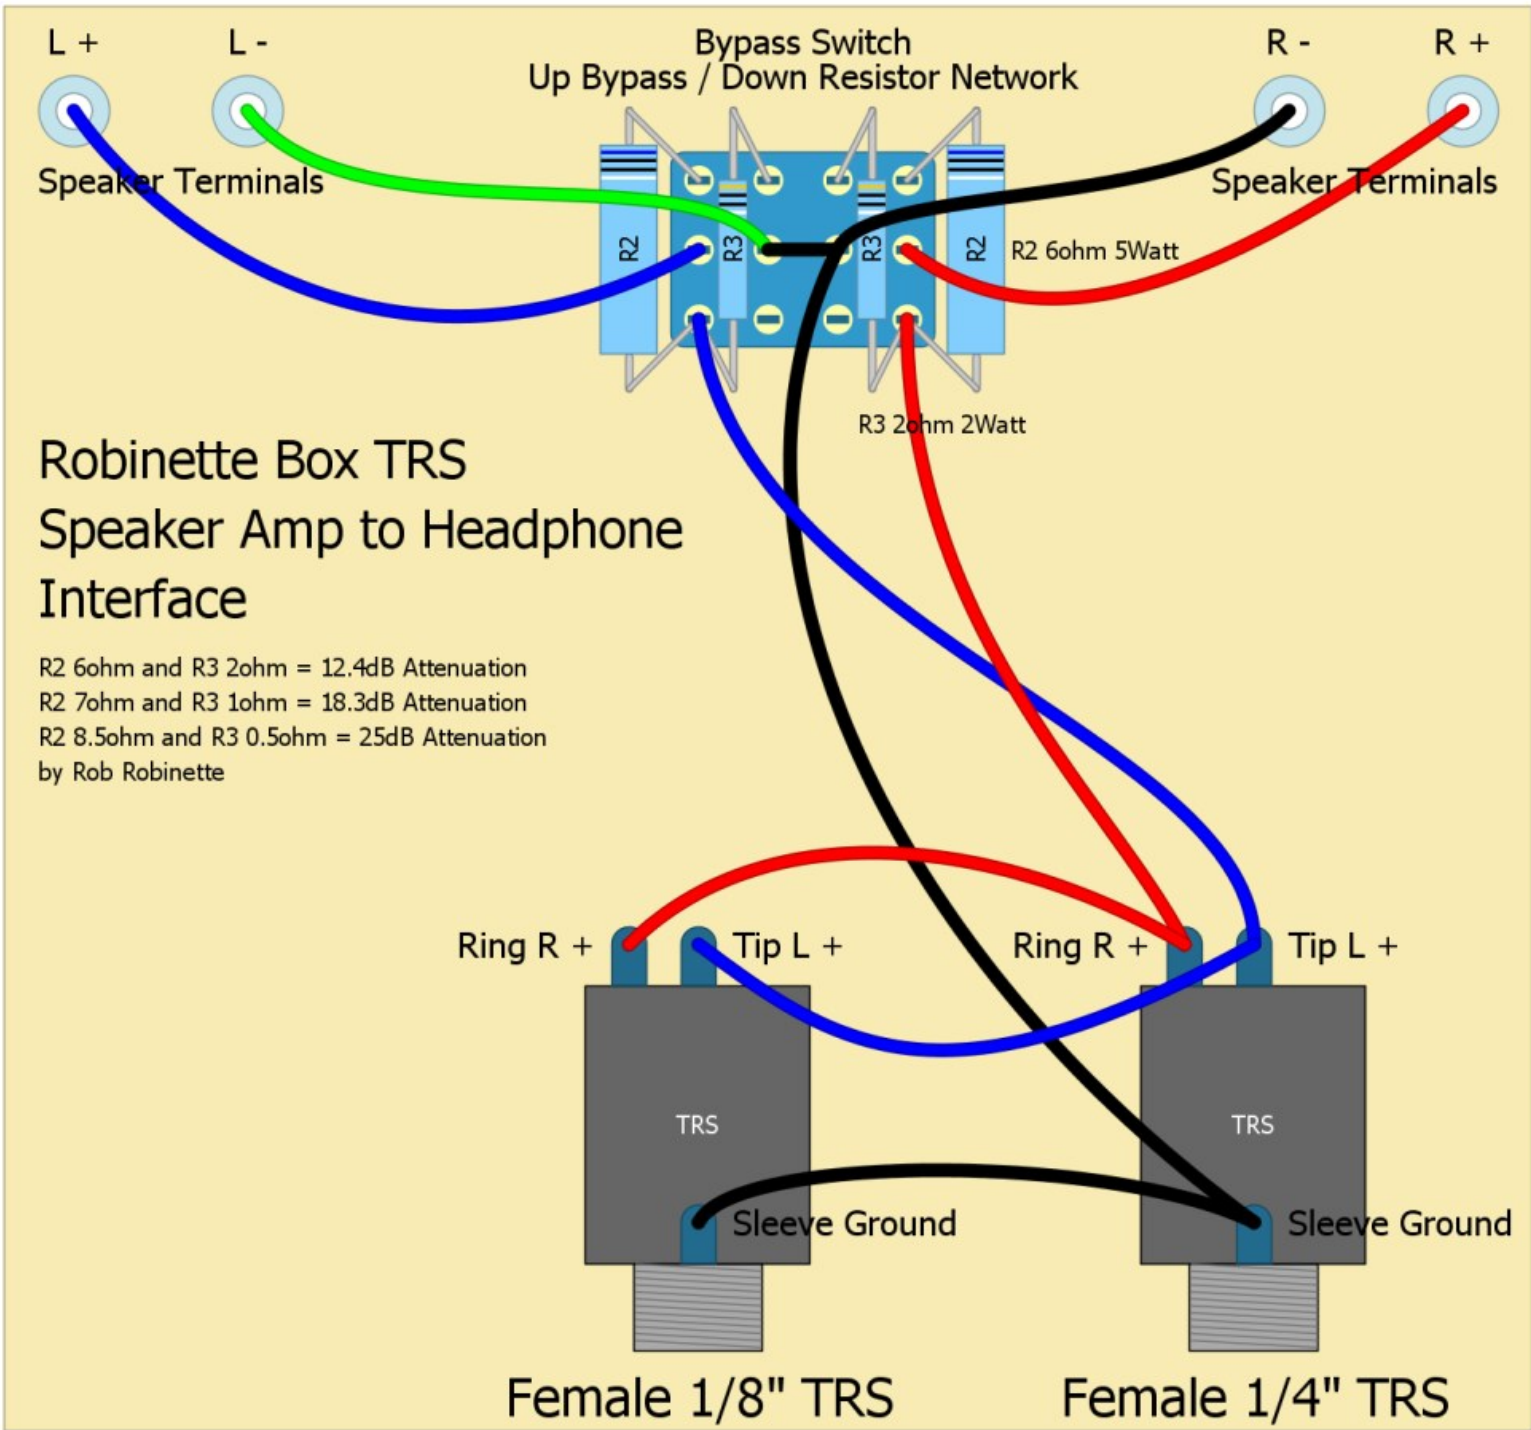 L +
L -
Bypass Switch
R -
R +
Up Bypass / Down Resistor Network
Speaker Terminals
Speaker Terminals
R2
R3
R3
R2
R2 6ohm 5Watt
R3 2ohm 2Watt
Robinette Box TRS
Speaker Amp to Headphone
Interface
R2 6ohm and R3 2ohm = 12.4dB Attenuation
R2 7ohm and R3 1ohm = 18.3dB Attenuation
R2 8.5ohm and R3 0.5ohm = 25dB Attenuation
by Rob Robinette
Ring R +
Tip L +
Ring R +
Tip L +
TRS
TRS
Sleeve Ground
Sleeve Ground
Female 1/8" TRS
Female 1/4" TRS